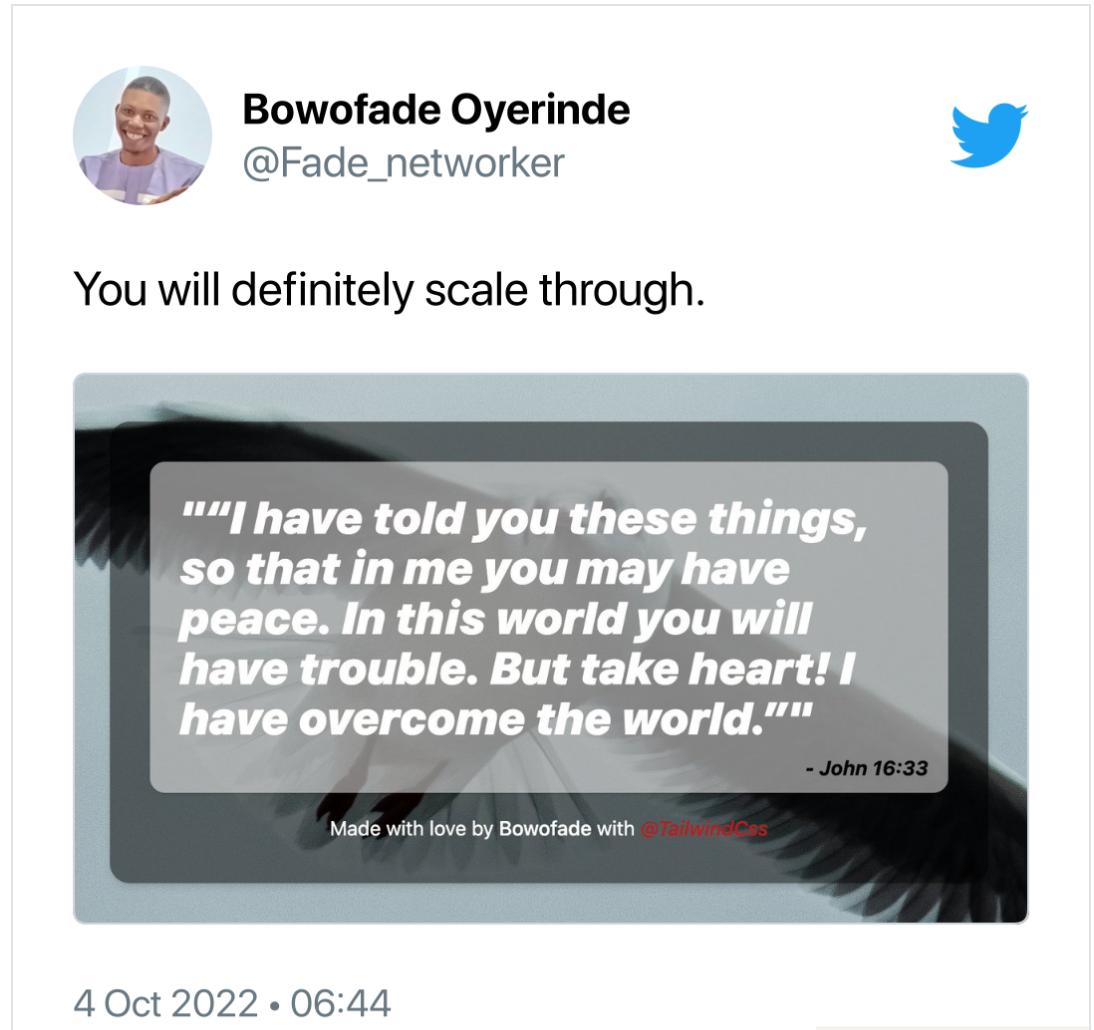 Bowofade Oyerinde
@Fade_networker
You will definitely scale through.
"“I have told you these things,
so that in me you may have
peace. In this world you will
have trouble. But take heart! I
have overcome the world.”"
- John 16:33
Made with love by Bowofade with @TailwindCss
4 Oct 2022 • 06:44